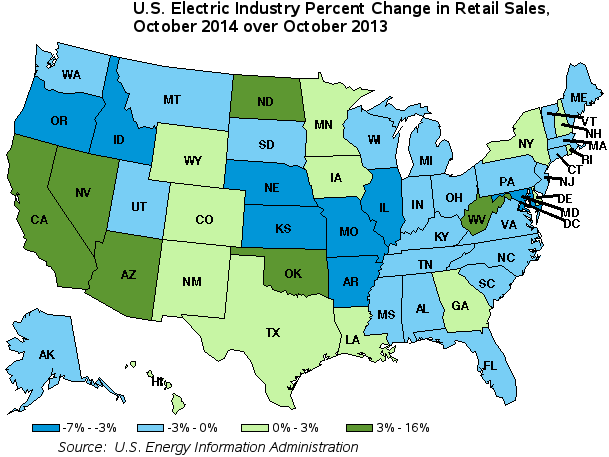 U.S. Electric Industry Percent Change in Retail Sales,
October 2014 over October 2013
WA
MT
ND
MN
ME
VT
NH
MA
RI
CT
NJ
DE
MD
DC
OR
ID
WY
SD
WI
MI
NY
NV
UT
CO
NE
IA
IL
IN
OH
PA
CA
AZ
NM
KS
MO
KY
WV
VA
OK
AR
TN
NC
TX
LA
MS
AL
GA
SC
FL
AK
HI
-7% - -3%
-3% - 0%
0% - 3%
3% - 16%
Source: U.S. Energy Information Administration